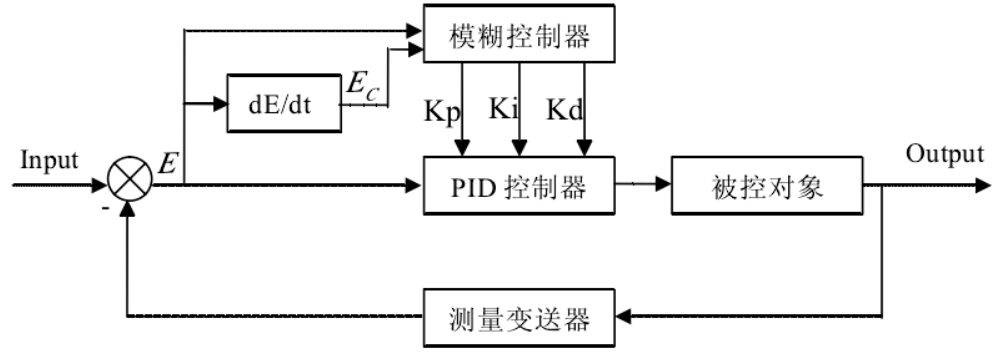 模糊控制器
dE/dt
E_C
Kp
Ki
Kd
Input
E
PID 控制器
被控对象
Output
-
测量变送器